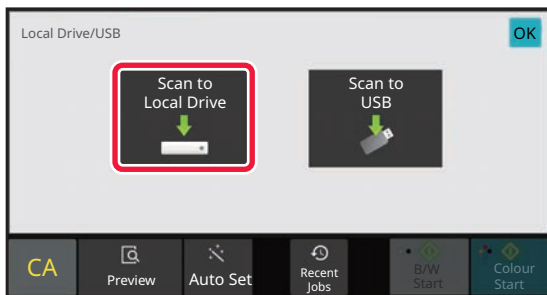 Local Drive/USB
OK
Scan to
Local Drive
Scan to
USB
CA
Preview
Auto Set
Recent
Jobs
B/W
Start
Colour
Start